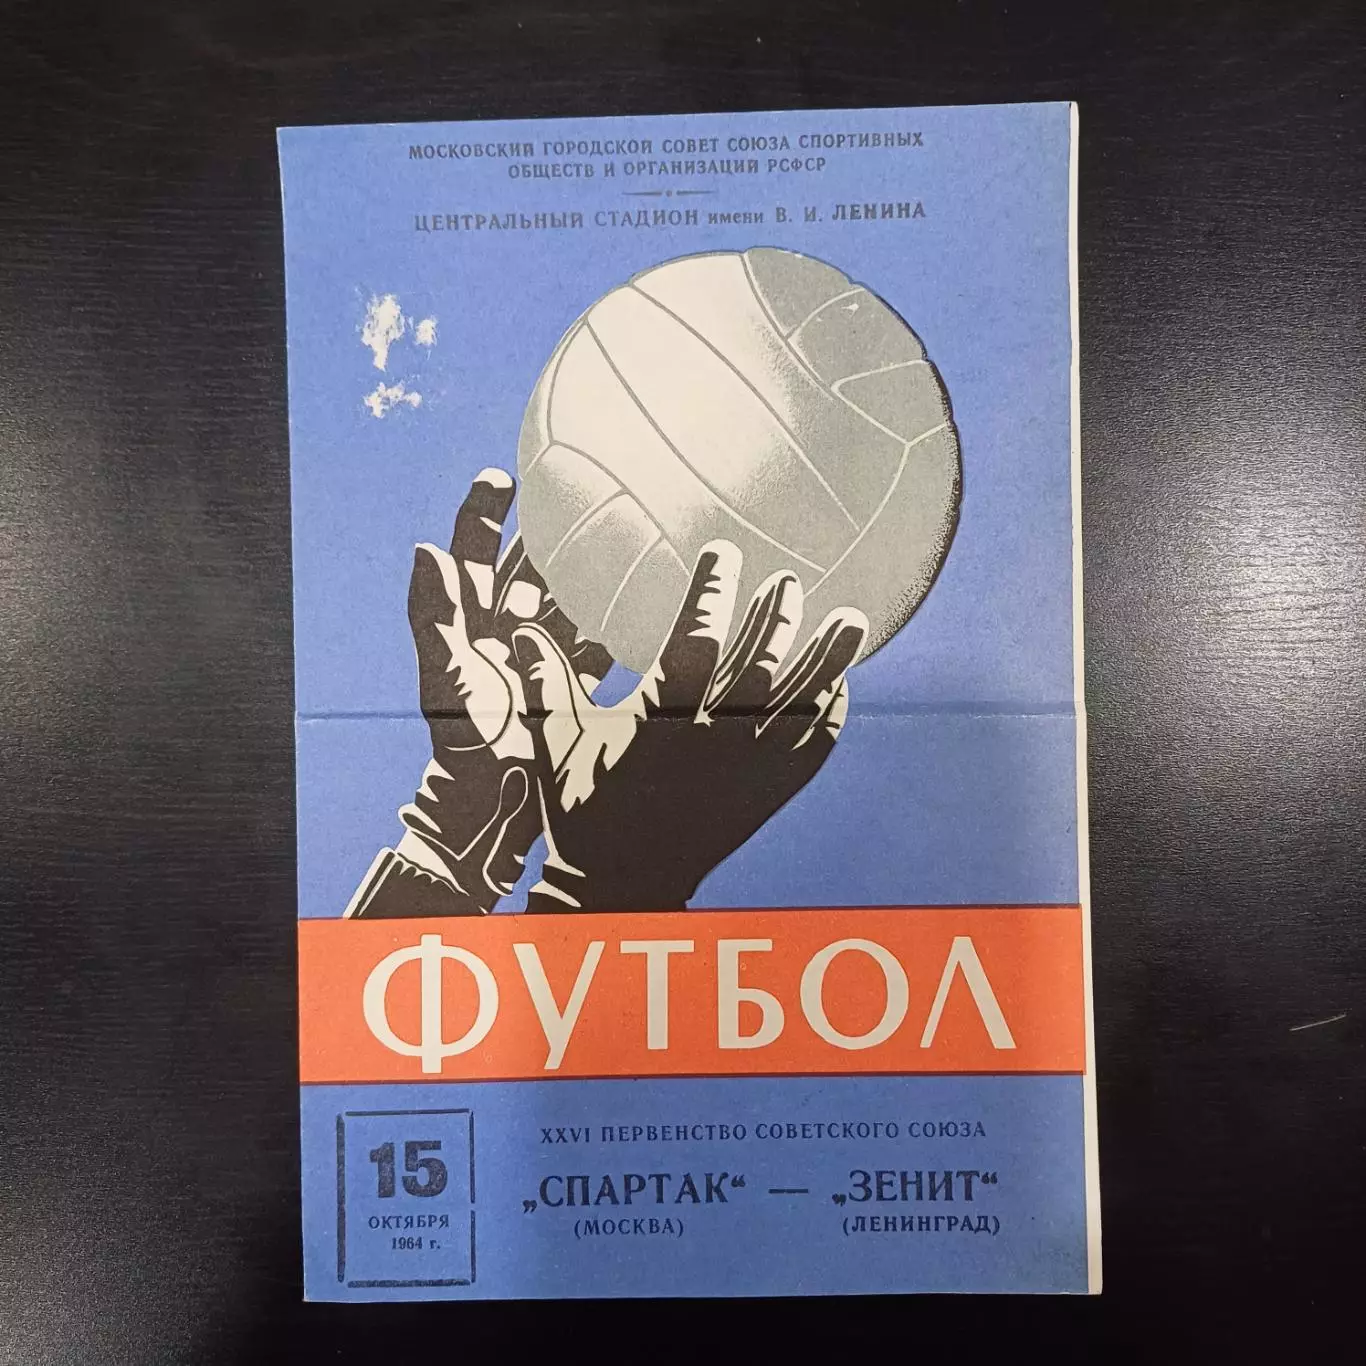 МОСКОВСКИЙ ГОРОДСКОЙ СОВЕТ СОЮЗА СПОРТИВНЫХ
ОБЩЕСТВ И ОРГАНИЗАЦИЙ РСФСР
ЦЕНТРАЛЬНЫЙ СТАДИОН имени В. И. ЛЕНИНА
ФУТБОЛ
15
ОКТЯБРЯ
1964 г.
XXVI ПЕРВЕНСТВО СОВЕТСКОГО СОЮЗА
„СПАРТАК“ — „ЗЕНИТ“
(МОСКВА) (ЛЕНИНГРАД)